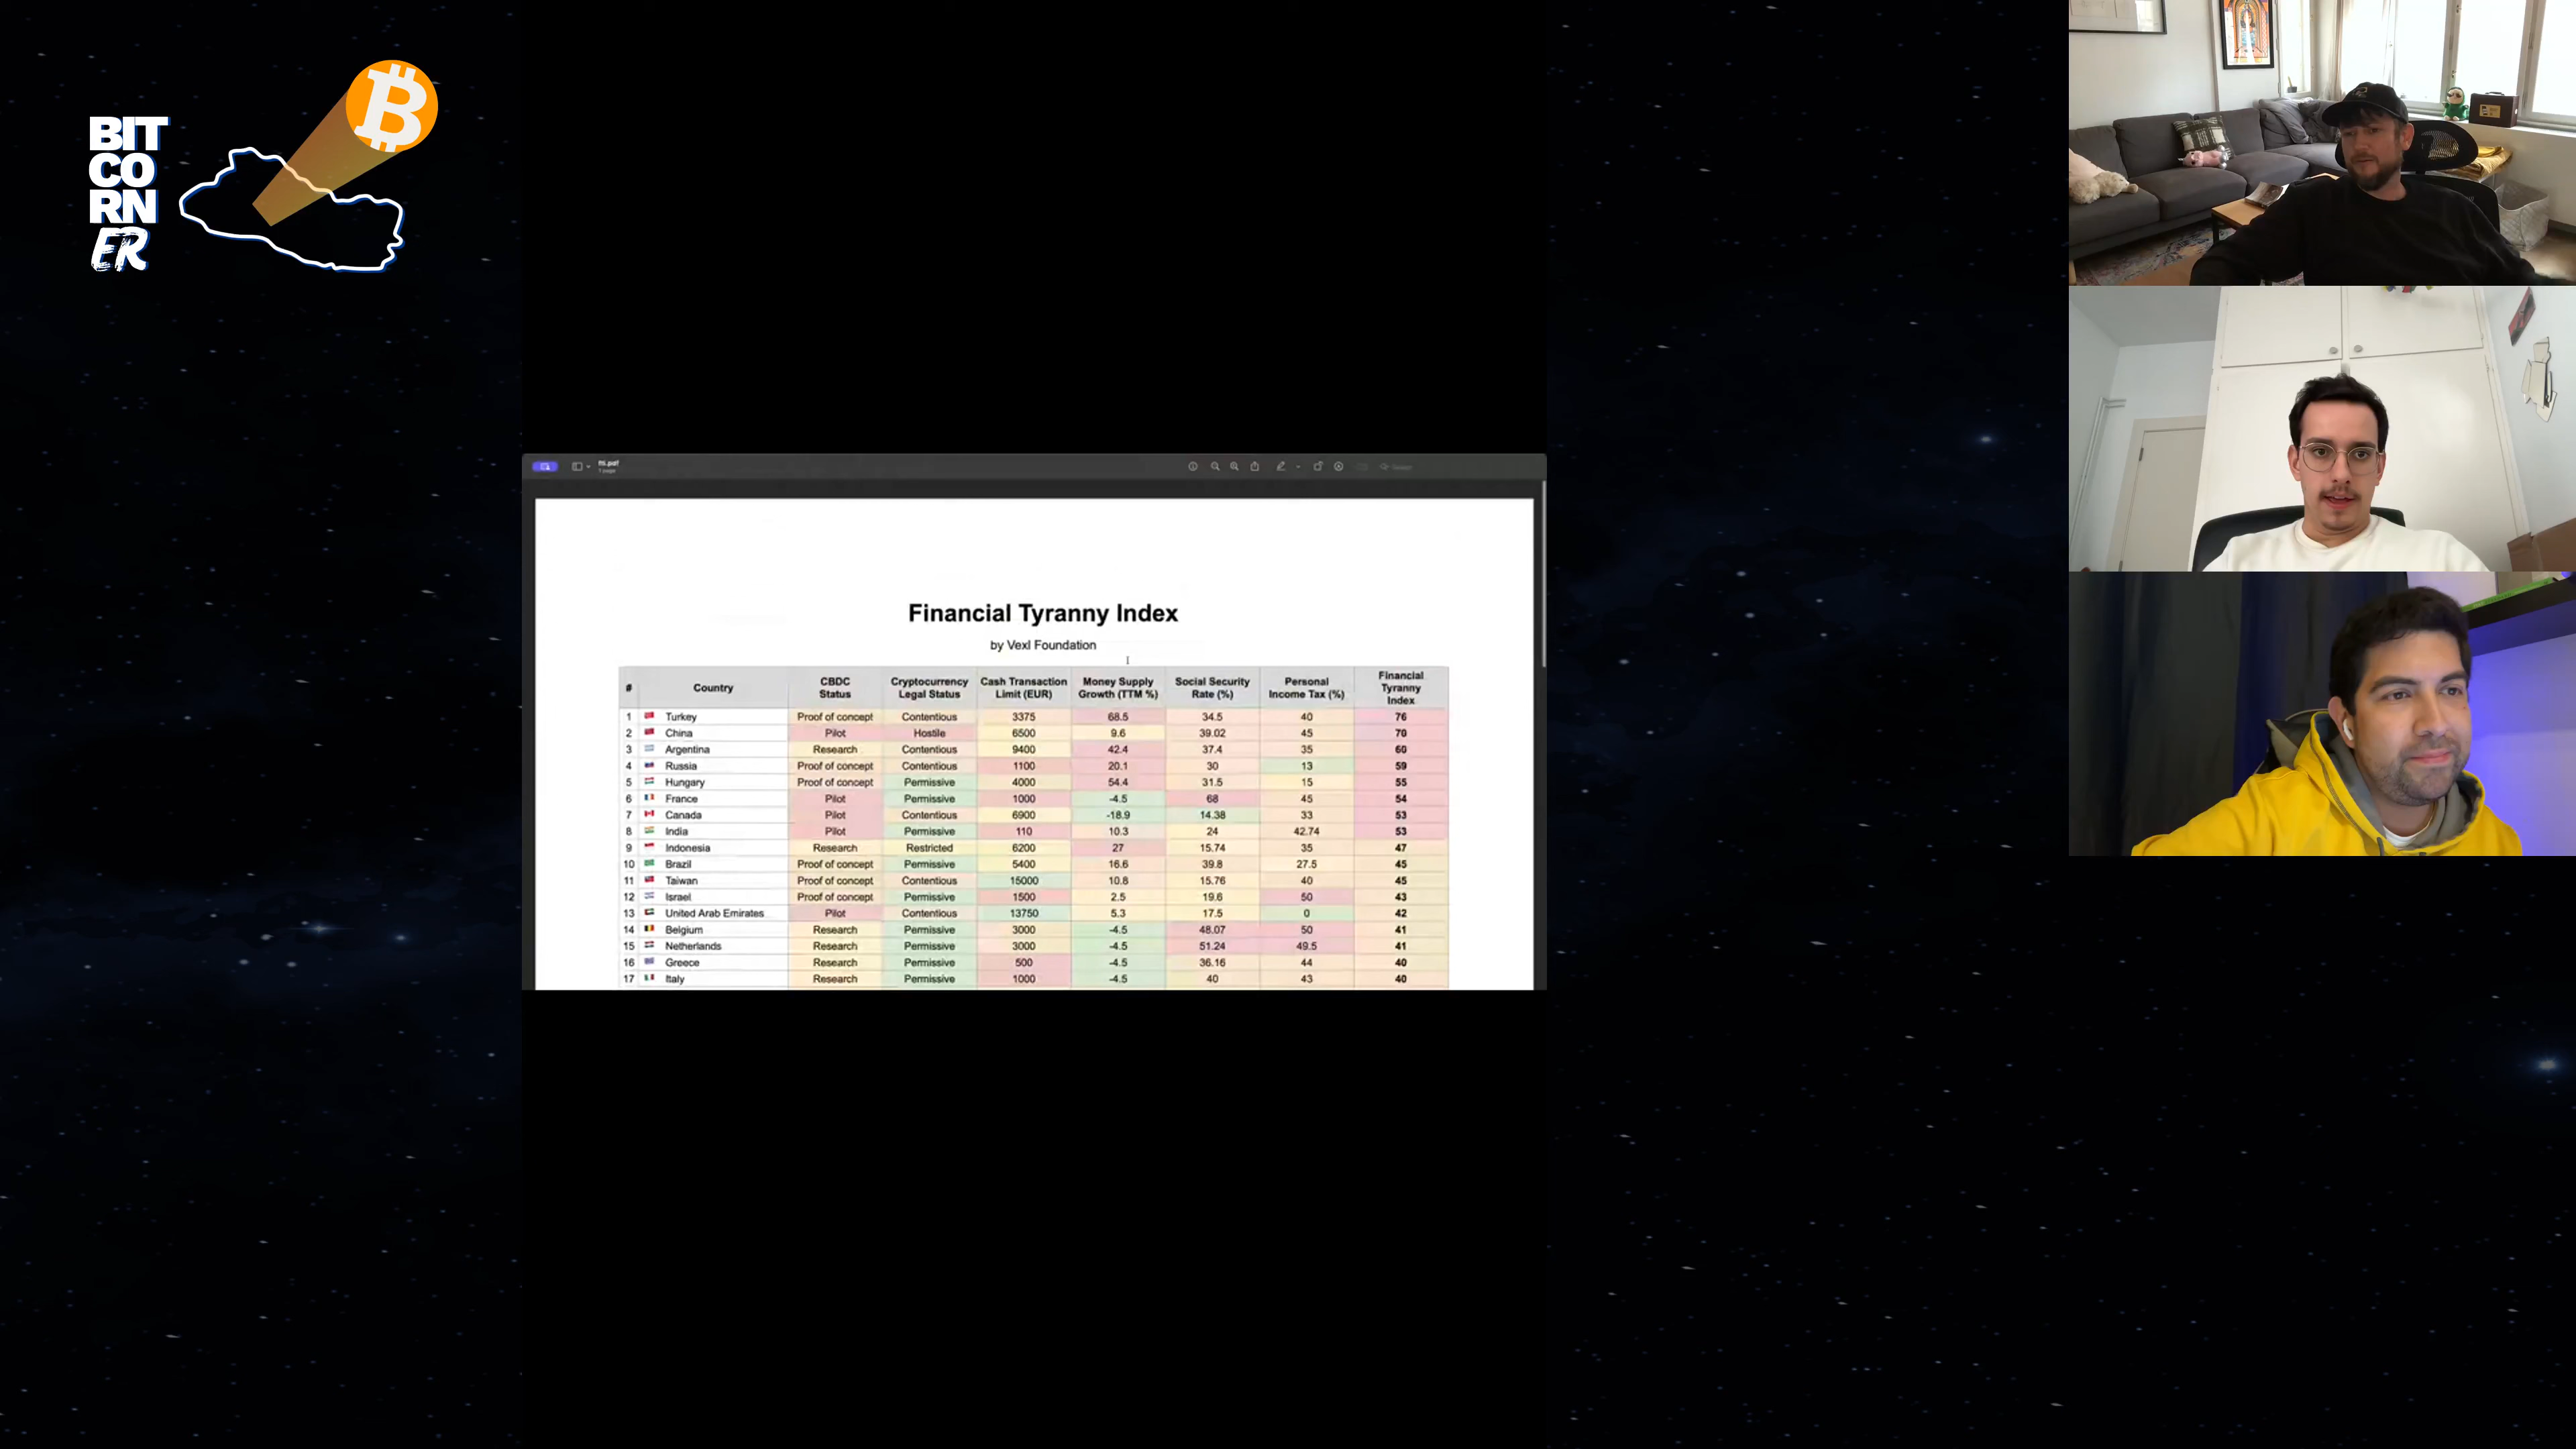 BIT
CO
RN
ER
fti.pdf
1 page
Financial Tyranny Index
by Vexl Foundation
# Country CBDC Status Cryptocurrency Legal Status Cash Transaction Limit (EUR) Money Supply Growth (TTM %) Social Security Rate (%) Personal Income Tax (%) Financial Tyranny Index
1 Turkey Proof of concept Contentious 3375 68.5 34.5 40 76
2 China Pilot Hostile 6500 9.6 39.02 45 70
3 Argentina Research Contentious 9400 42.4 37.4 35 60
4 Russia Proof of concept Contentious 1100 20.1 30 13 59
5 Hungary Proof of concept Permissive 4000 54.4 31.5 15 55
6 France Pilot Permissive 1000 -4.5 68 45 54
7 Canada Pilot Contentious 6900 -18.9 14.38 33 53
8 India Pilot Permissive 110 10.3 24 42.74 53
9 Indonesia Research Restricted 6200 27 15.74 35 47
10 Brazil Proof of concept Permissive 5400 16.6 39.8 27.5 45
11 Taiwan Proof of concept Contentious 15000 10.8 15.76 40 45
12 Israel Proof of concept Permissive 1500 2.5 19.6 50 43
13 United Arab Emirates Pilot Contentious 13750 5.3 17.5 0 42
14 Belgium Research Permissive 3000 -4.5 48.07 50 41
15 Netherlands Research Permissive 3000 -4.5 51.24 49.5 41
16 Greece Research Permissive 500 -4.5 36.16 44 40
17 Italy Research Permissive 1000 -4.5 40 43 40